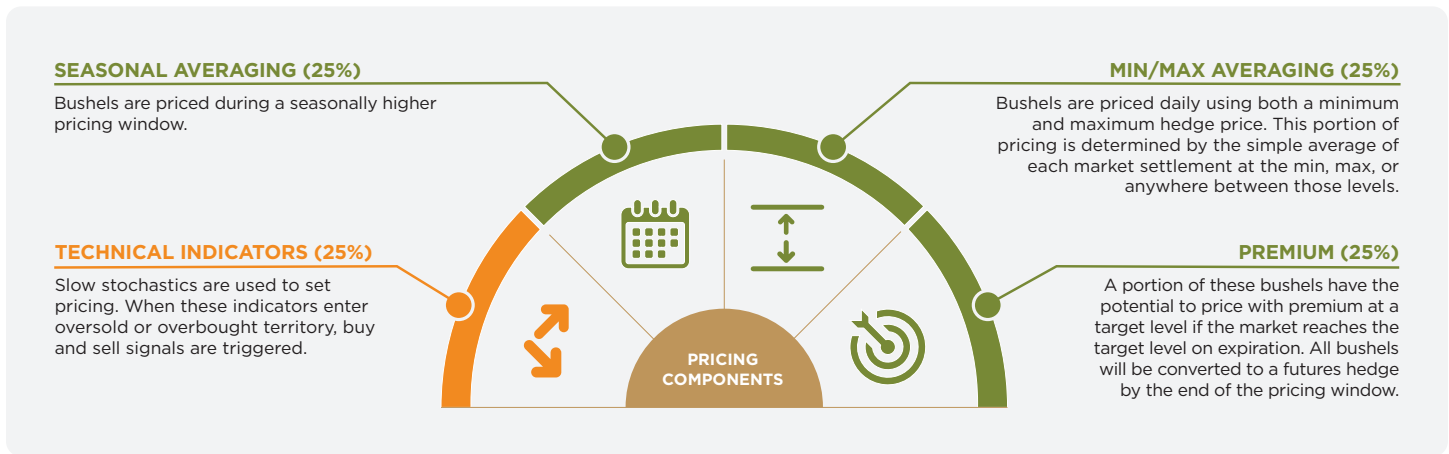 SEASONAL AVERAGING (25%)
Bushels are priced during a seasonally higher
pricing window.
MIN/MAX AVERAGING (25%)
Bushels are priced daily using both a minimum
and maximum hedge price. This portion of
pricing is determined by the simple average of
each market settlement at the min, max, or
anywhere between those levels.
TECHNICAL INDICATORS (25%)
Slow stochastics are used to set
pricing. When these indicators enter
oversold or overbought territory, buy
and sell signals are triggered.
PREMIUM (25%)
A portion of these bushels have the
potential to price with premium at a
target level if the market reaches the
target level on expiration. All bushels
will be converted to a futures hedge
by the end of the pricing window.
PRICING
COMPONENTS